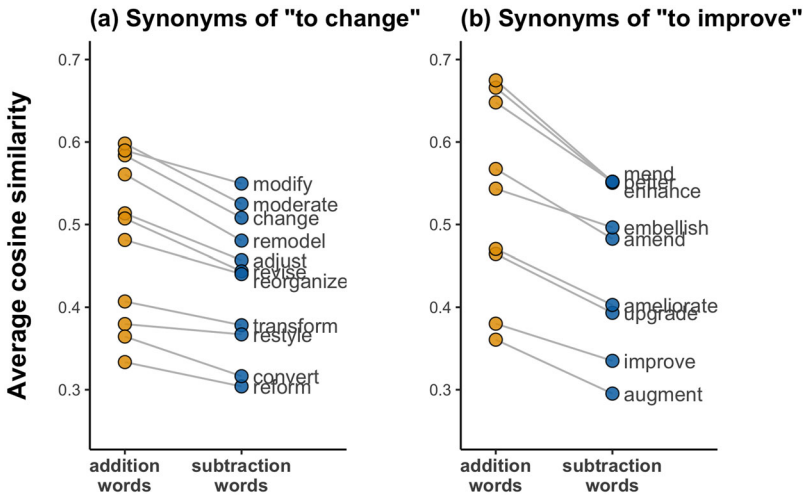 (a) Synonyms of "to change"
Average cosine similarity
0.7
0.6
0.5
0.4
0.3
modify
moderate
change
remodel
adjust
revise
reorganize
transform
restyle
convert
reform
addition words
subtraction words
(b) Synonyms of "to improve"
0.7
0.6
0.5
0.4
0.3
mend
better
enhance
embellish
amend
ameliorate
upgrade
improve
augment
addition words
subtraction words